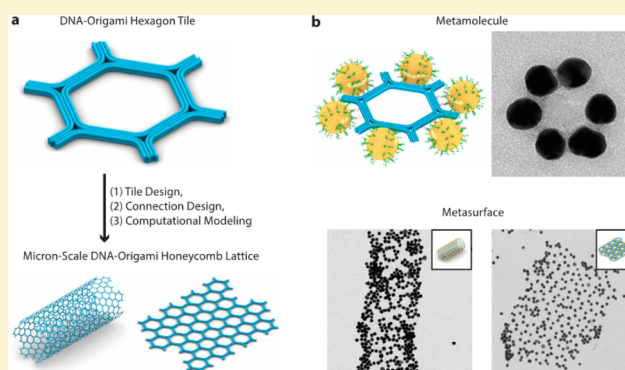 a
DNA-Origami Hexagon Tile
(1) Tile Design,
(2) Connection Design,
(3) Computational Modeling
Micron-Scale DNA-Origami Honeycomb Lattice
b
Metamolecule
Metasurface